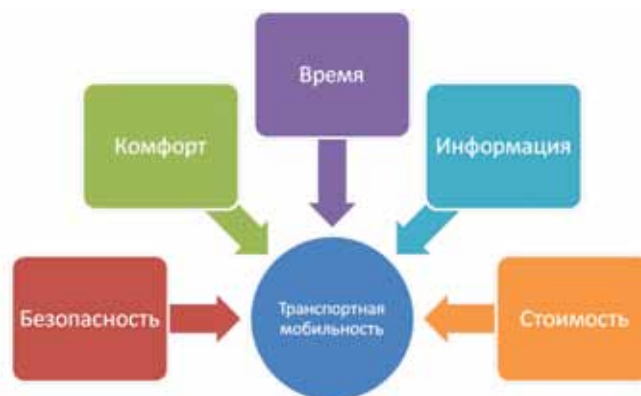 Время
Комфорт
Информация
Безопасность
Транспортная
мобильность
Стоимость